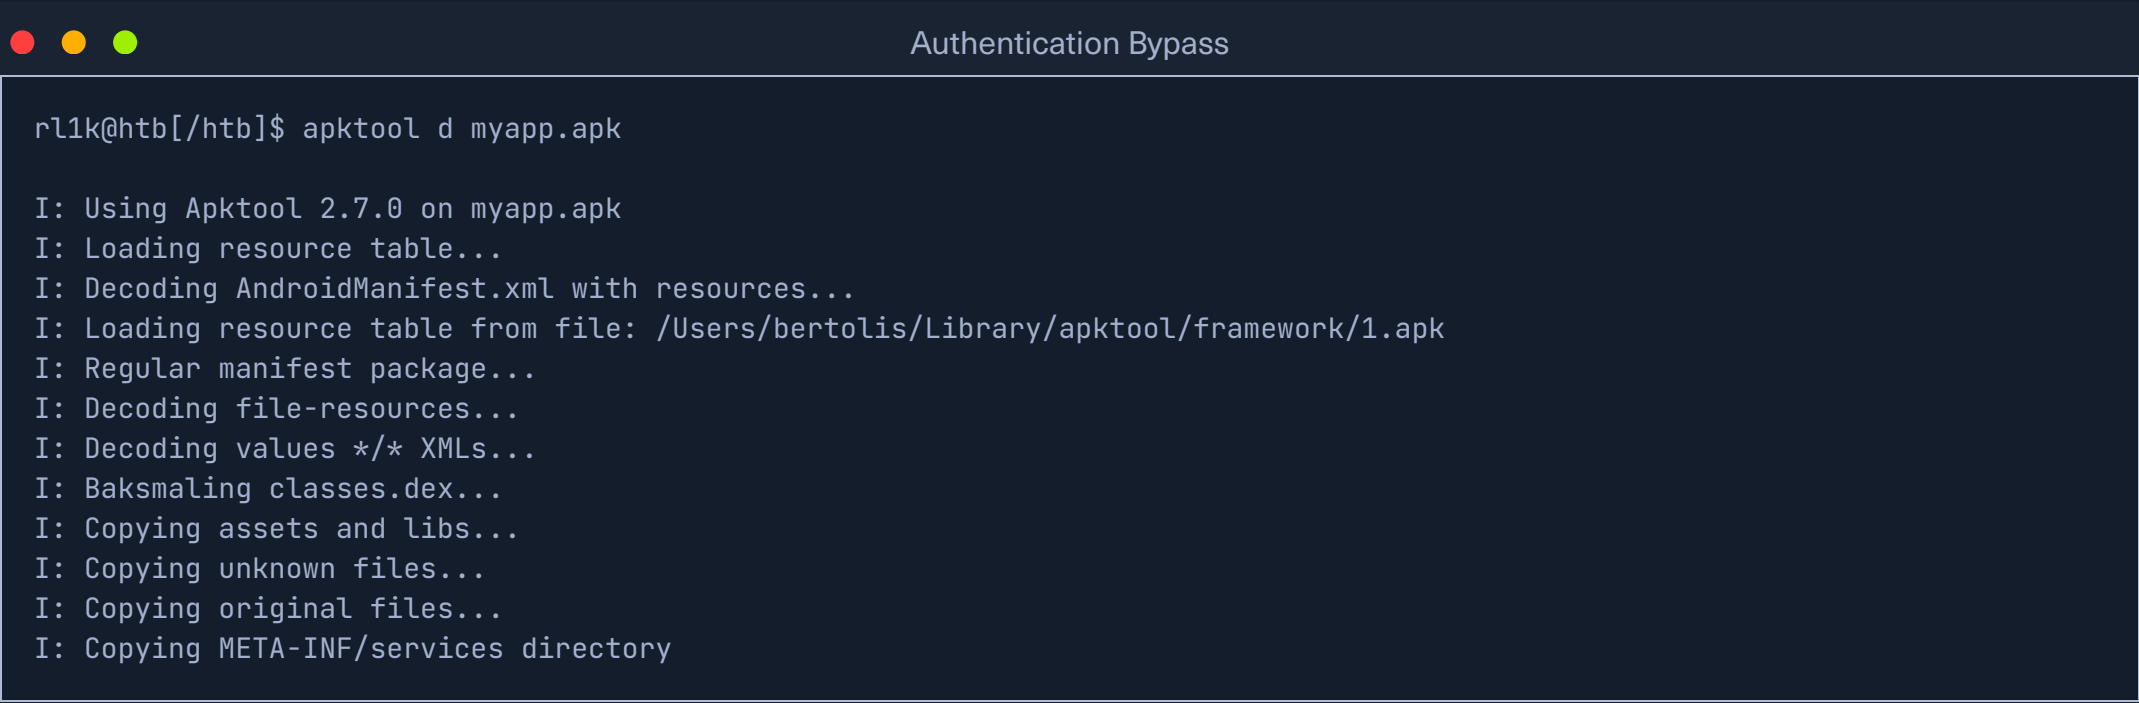 Authentication Bypass
rl1k@htb[/htb]$ apktool d myapp.apk
I: Using Apktool 2.7.0 on myapp.apk
I: Loading resource table...
I: Decoding AndroidManifest.xml with resources...
I: Loading resource table from file: /Users/bertolis/Library/apktool/framework/1.apk
I: Regular manifest package...
I: Decoding file-resources...
I: Decoding values */* XMLs...
I: Baksmaling classes.dex...
I: Copying assets and libs...
I: Copying unknown files...
I: Copying original files...
I: Copying META-INF/services directory